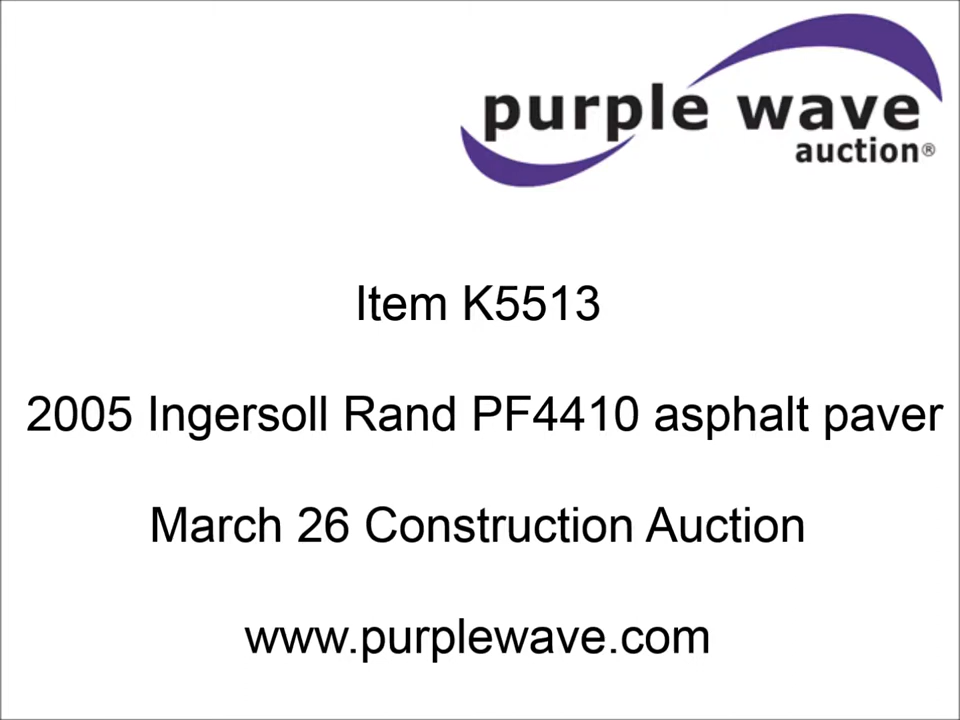 purple wave
auction®
Item K5513
2005 Ingersoll Rand PF4410 asphalt paver
March 26 Construction Auction
www.purplewave.com